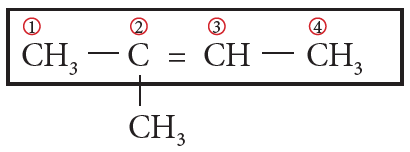 ① ② ③ ④
CH₃ — C = CH — CH₃
CH₃